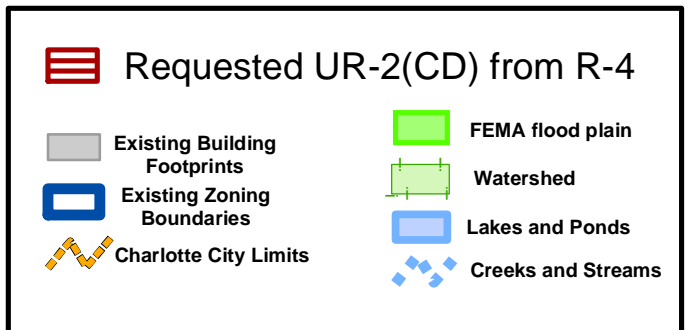 Requested UR-2(CD) from R-4
Existing Building
Footprints
Existing Zoning
Boundaries
Charlotte City Limits
FEMA flood plain
Watershed
Lakes and Ponds
Creeks and Streams